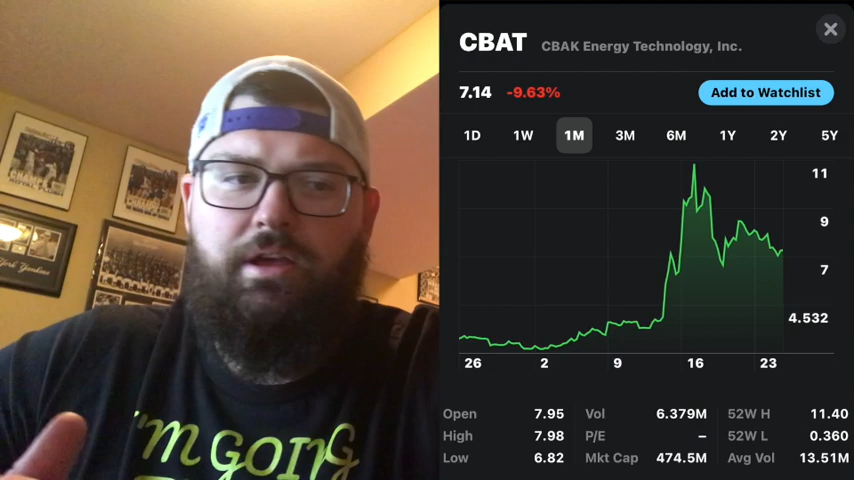 CBAT CBAK Energy Technology, Inc.
7.14 -9.63% Add to Watchlist
1D 1W 1M 3M 6M 1Y 2Y 5Y
11
9
7
4.532
26 2 9 16 23
Open 7.95 Vol 6.379M 52W H 11.40
High 7.98 P/E – 52W L 0.360
Low 6.82 Mkt Cap 474.5M Avg Vol 13.51M
I'M GOING